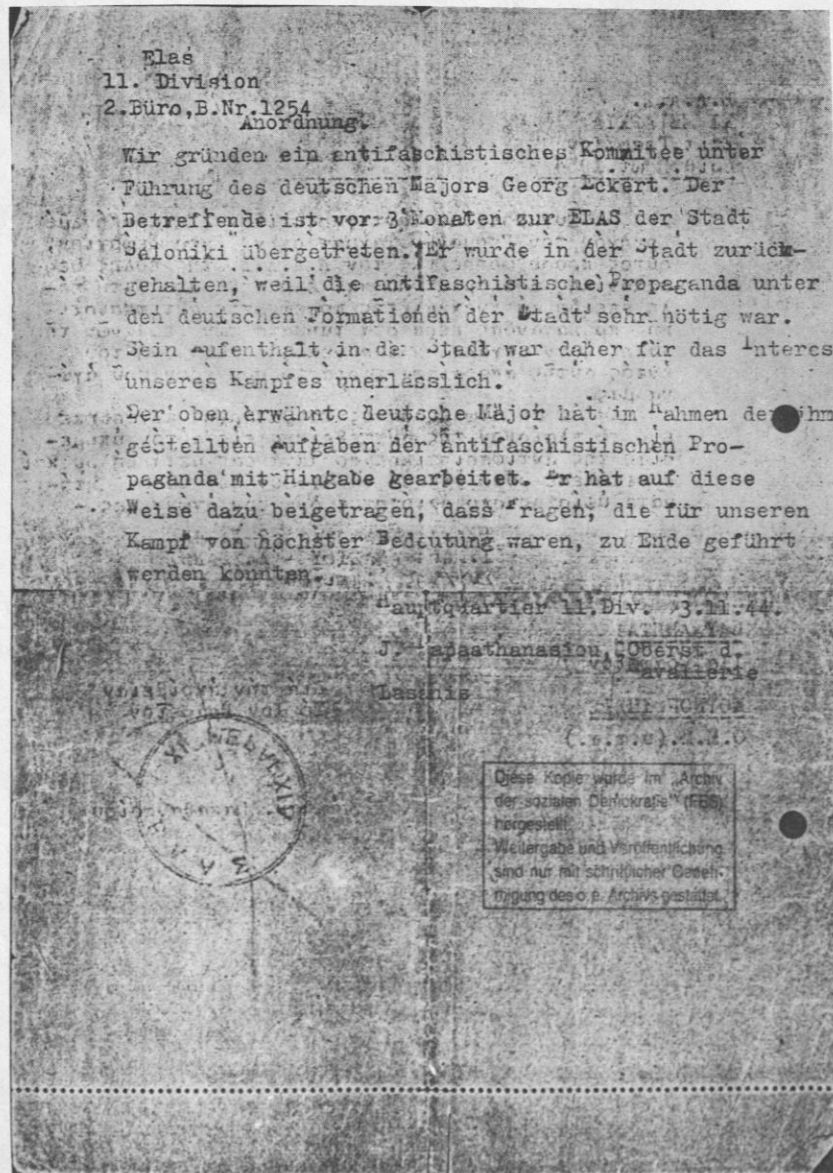 Elas
11. Division
2.Büro,B.Nr.1254
Anordnung.
Wir gründen ein antifaschistisches Kommitee unter
Führung des deutschen Majors Georg Eckert. Der
Betreffende ist vor 3 Monaten zur ELAS der Stadt
Saloniki übergetreten. Er wurde in der Stadt zurück-
gehalten, weil die antifaschistische Propaganda unter
den deutschen Formationen der Stadt sehr nötig war.
Sein Aufenthalt in der Stadt war daher für das Interes
unseres Kampfes unerlässlich.
Der oben erwähnte deutsche Major hat im Rahmen der ihm
gestellten Aufgaben der antifaschistischen Pro-
paganda mit Hingabe gearbeitet. Er hat auf diese
Weise dazu beigetragen, dass Fragen, die für unseren
Kampf von höchster Bedeutung waren, zu Ende geführt
werden konnten.
Hauptquartier 11.Div. 3.11.44.
J. Papaathanasiou, Oberst d.
Kavallerie
Lassnis
Diese Kopie wurde im "Archiv
der sozialen Demokratie" (FES)
hergestellt.
Weitergabe und Veröffentlichung
sind nur mit schriftlicher Geneh-
migung des o. e. Archivs gestattet.